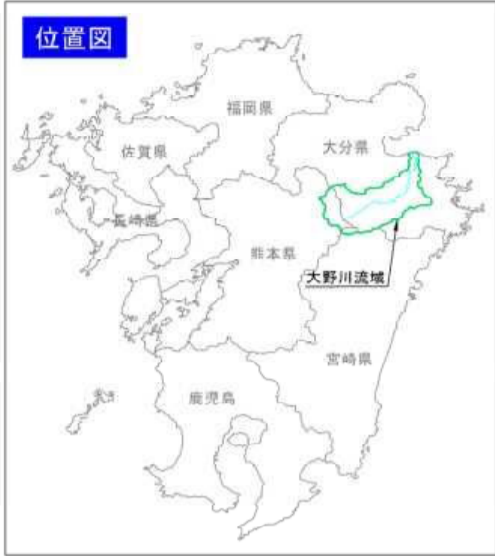 位置図
福岡県
佐賀県
大分県
長崎県
熊本県
大野川流域
宮崎県
鹿児島